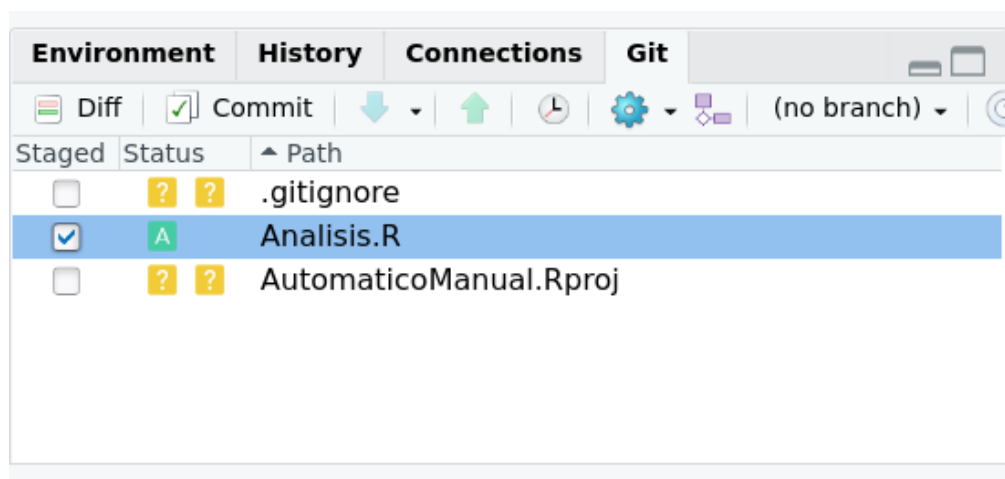 Environment History Connections Git
Diff Commit (no branch)
Staged Status Path
? ? .gitignore
A Analisis.R
? ? AutomaticoManual.Rproj